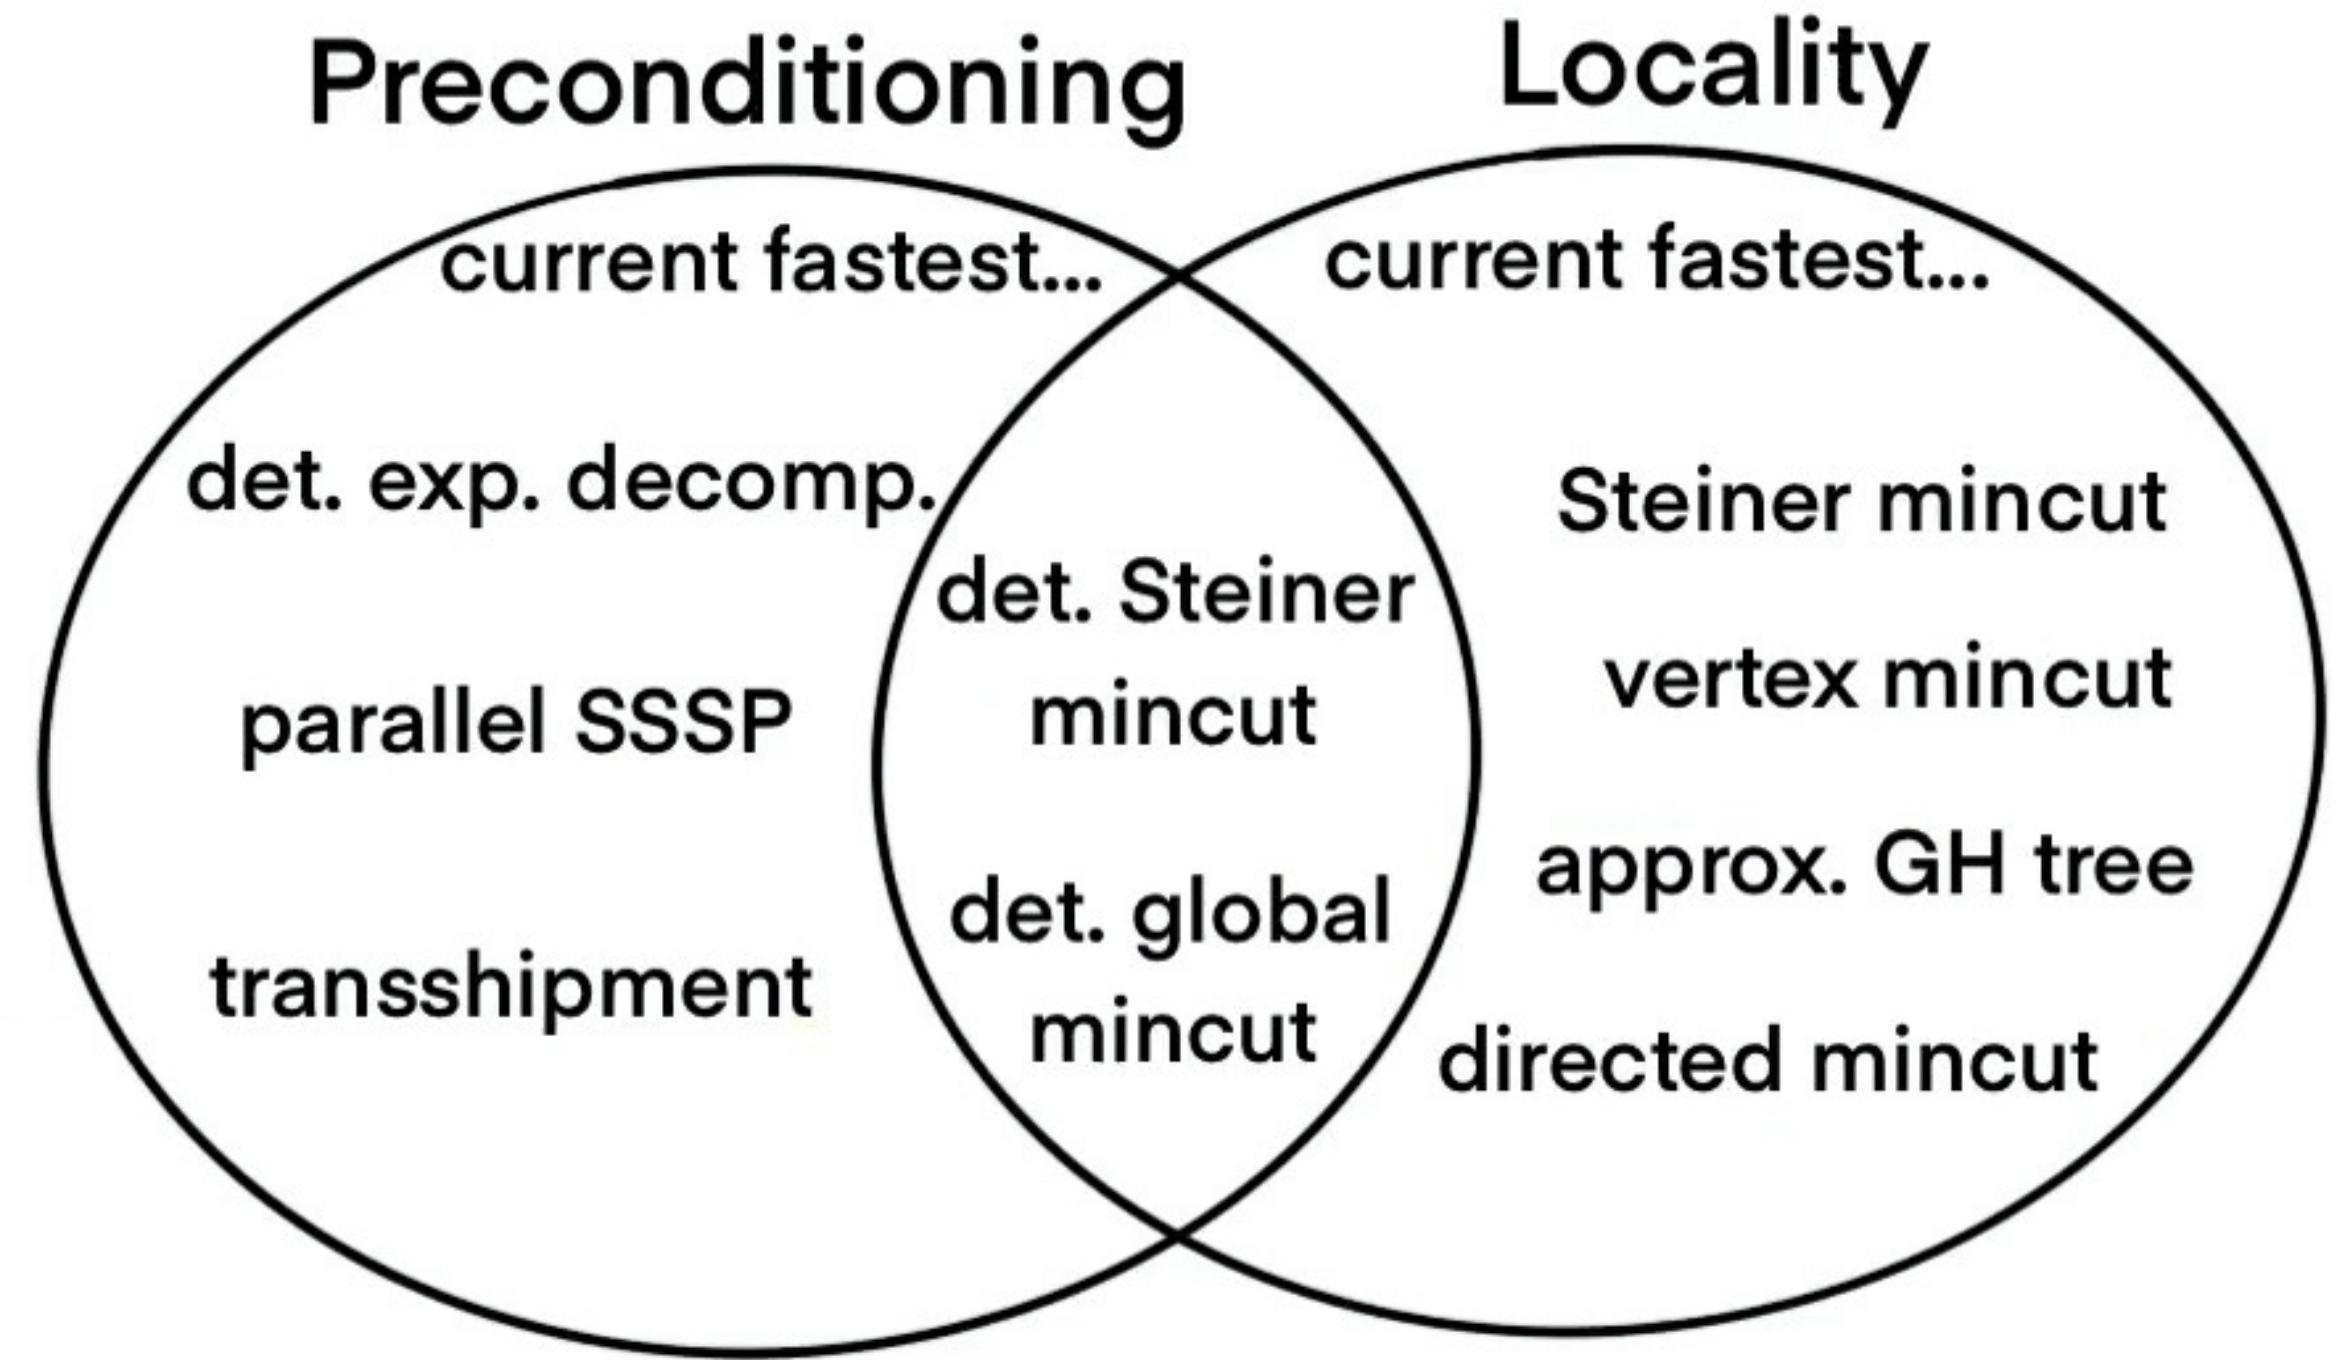 Preconditioning
Locality
current fastest...
current fastest...
det. exp. decomp.
parallel SSSP
transshipment
det. Steiner
mincut
det. global
mincut
Steiner mincut
vertex mincut
approx. GH tree
directed mincut